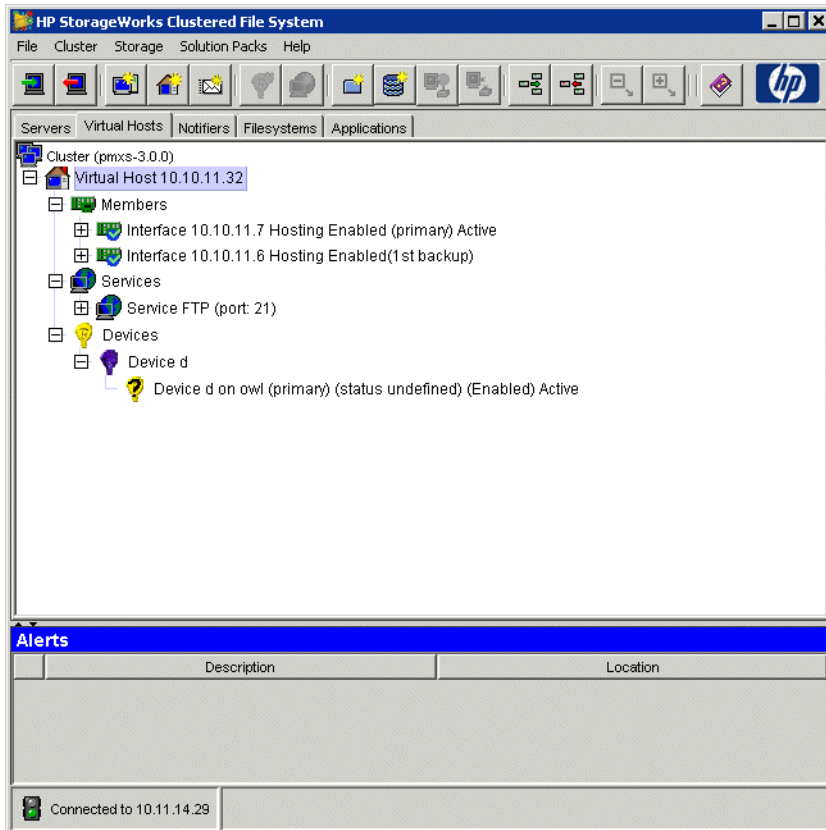 HP StorageWorks Clustered File System
File Cluster Storage Solution Packs Help
hp
Servers Virtual Hosts Notifiers Filesystems Applications
Cluster (pmxs-3.0.0)
Virtual Host 10.10.11.32
Members
Interface 10.10.11.7 Hosting Enabled (primary) Active
Interface 10.10.11.6 Hosting Enabled(1st backup)
Services
Service FTP (port: 21)
Devices
Device d
Device d on owl (primary) (status undefined) (Enabled) Active
Alerts
Description Location
Connected to 10.11.14.29